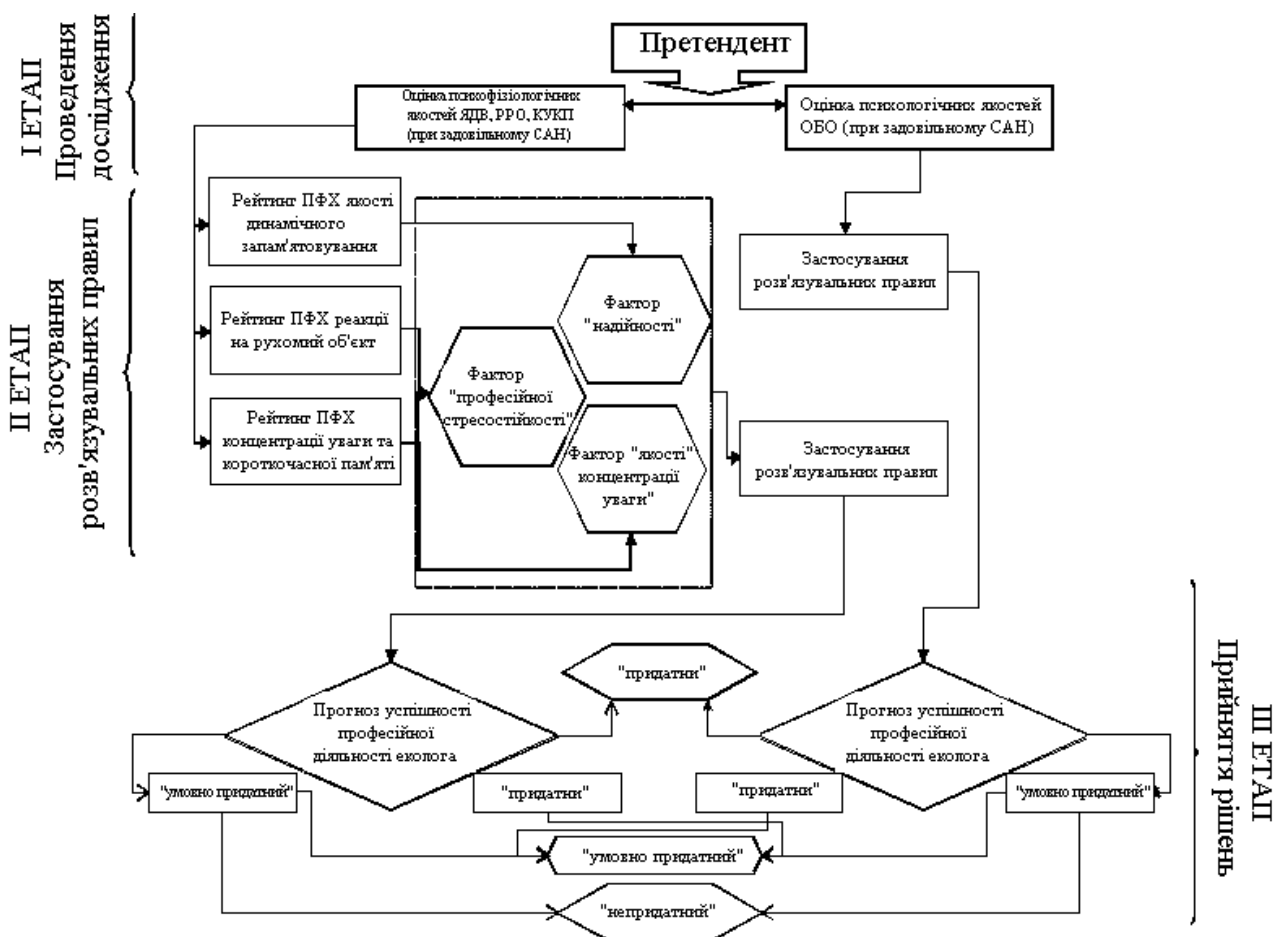 Претендент
I ЕТАП
Проведення
дослідження
Оцінка психофізіологічних
якостей ЯДВ, РРО, КУКП
(при задовільному САН)
Оцінка психологічних якостей
ОБО (при задовільному САН)
II ЕТАП
Застосування
розв'язувальних правил
Рейтинг ПФХ якості
динамічного
запам'ятовування
Рейтинг ПФХ реакції
на рухомий об'єкт
Рейтинг ПФХ
концентрації уваги та
короткочасної пам'яті
Фактор
"надійності"
Фактор
"професійної
стресостійкості"
Фактор "якості"
концентрації
уваги"
Застосування
розв'язувальних правил
Застосування
розв'язувальних правил
III ЕТАП
Прийняття рішень
"придатни"
Прогноз успішності
професійної
діяльності еколога
Прогноз успішності
професійної
діяльності еколога
"умовно придатний"
"придатни"
"придатни"
"умовно придатний"
"умовно придатний"
"непридатний"